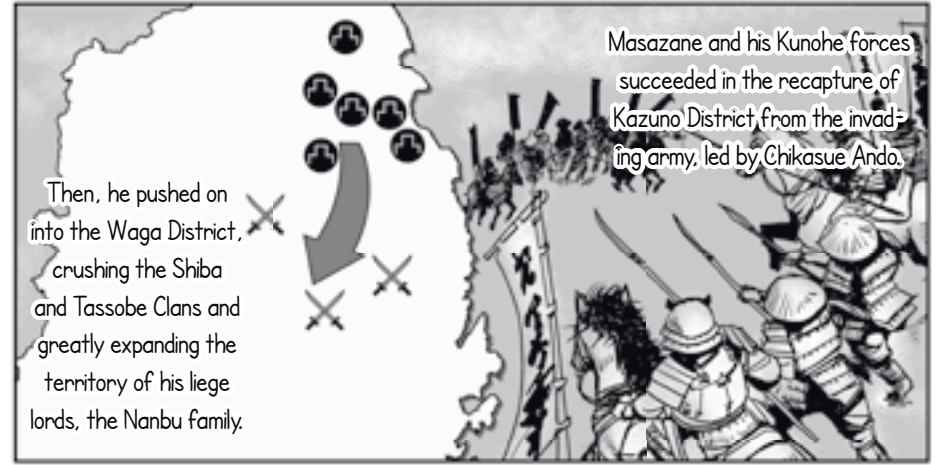 Masazane and his Kunohe forces
succeeded in the recapture of
Kazuno District from the invad-
ing army, led by Chikasue Ando.
Then, he pushed on
into the Waga District,
crushing the Shiba
and Tassobe Clans and
greatly expanding the
territory of his liege
lords, the Nanbu family.